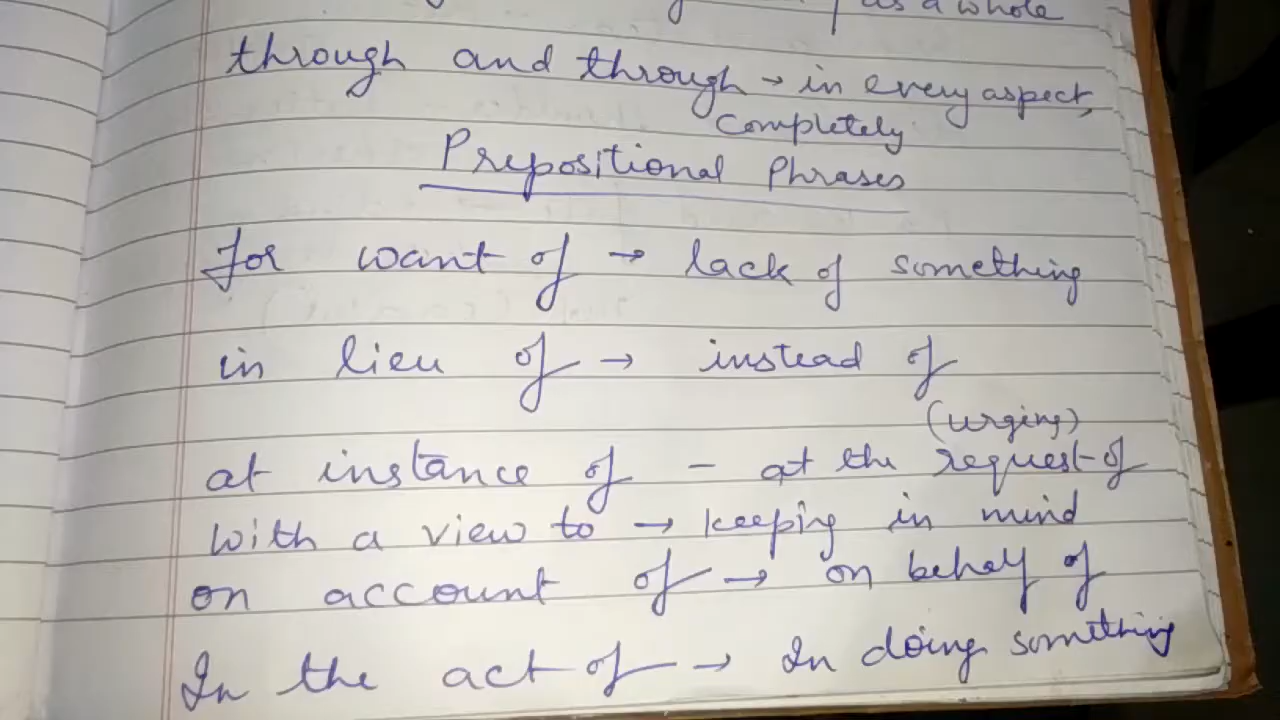 as a whole
through and through → in every aspect,
completely
Prepositional Phrases
for want of → lack of something
in lieu of → instead of
(urging)
at instance of - at the request of
with a view to → keeping in mind
on account of → on behalf of
In the act of → In doing something